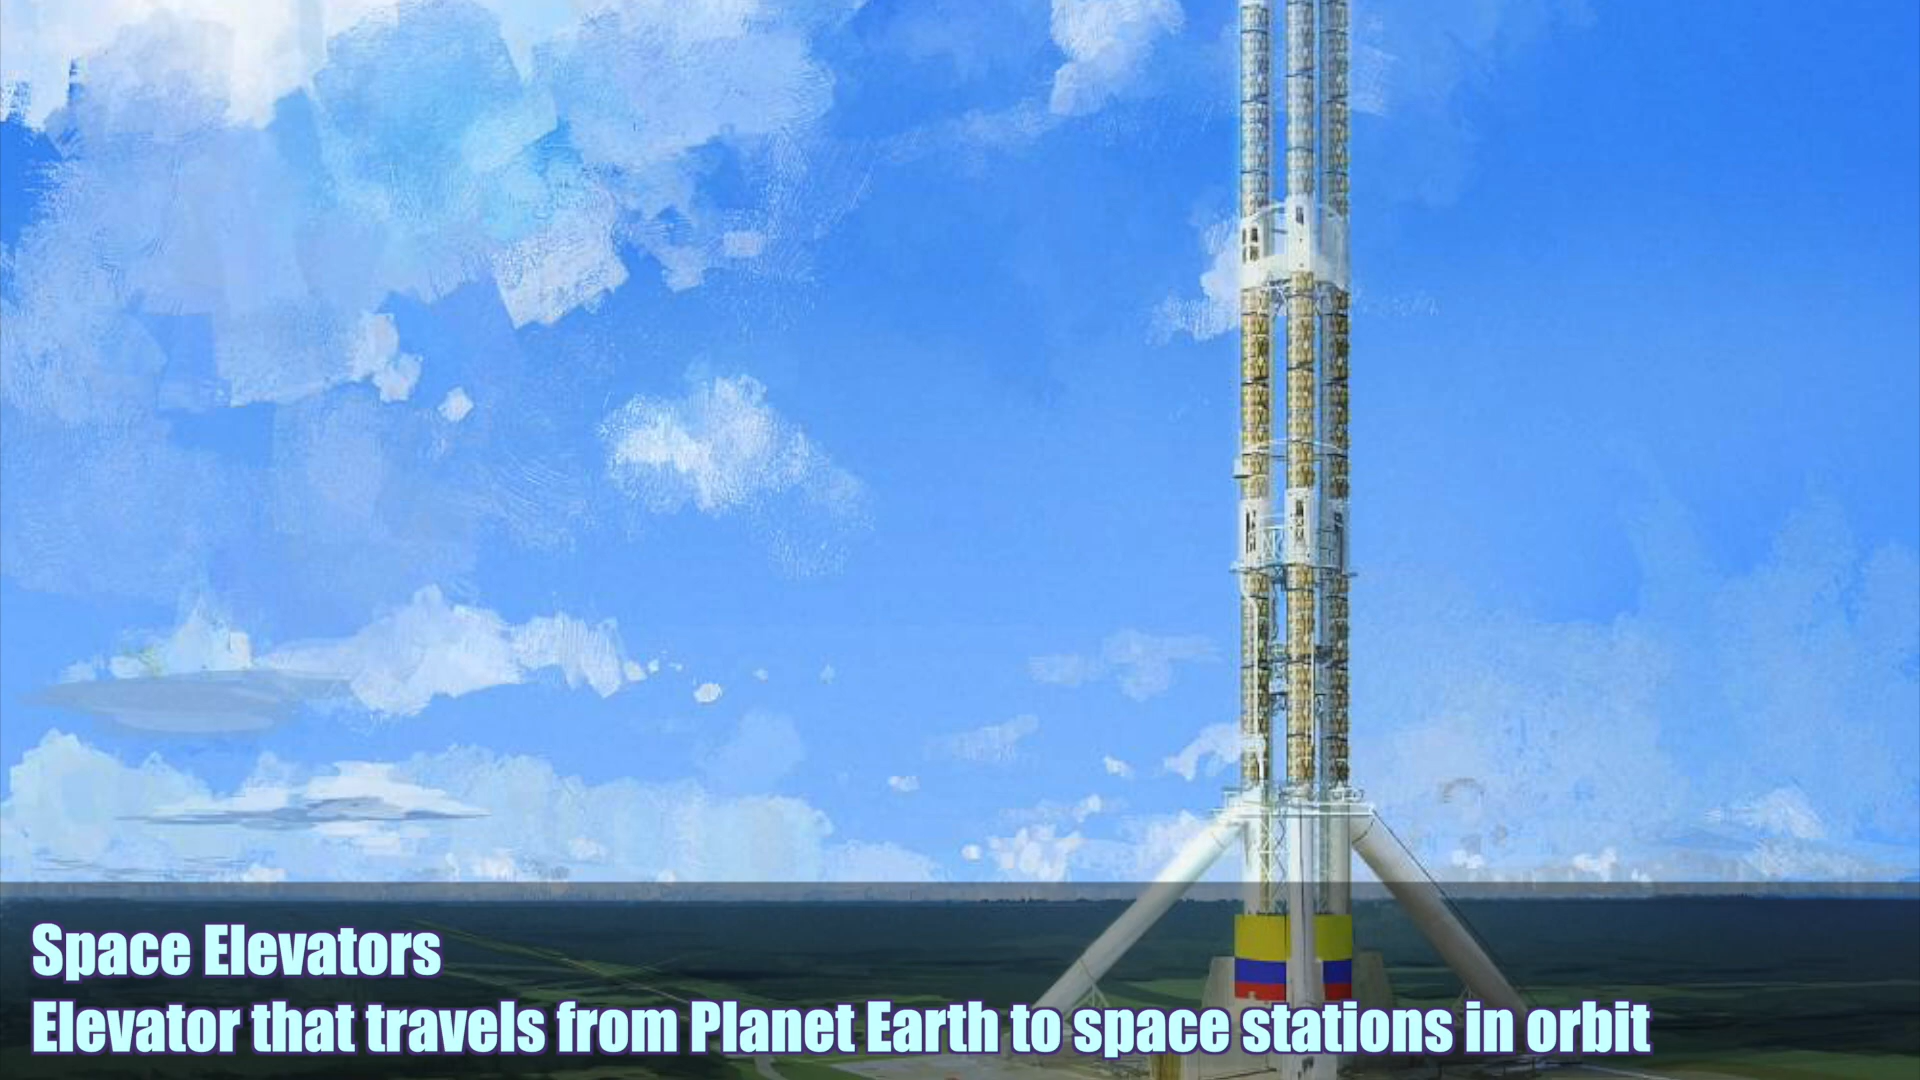 Space Elevators
Elevator that travels from Planet Earth to space stations in orbit